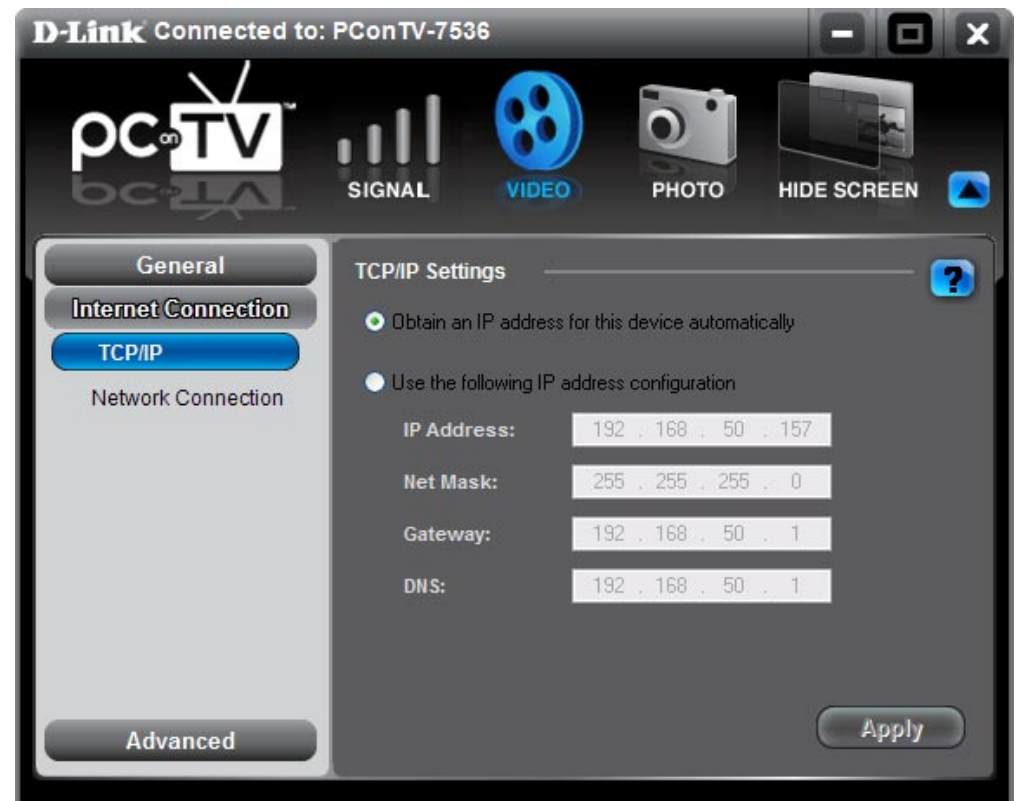 D-Link Connected to: PConTV-7536
pc on TV™
SIGNAL
VIDEO
PHOTO
HIDE SCREEN
General
Internet Connection
TCP/IP
Network Connection
Advanced
TCP/IP Settings
?
Obtain an IP address for this device automatically
Use the following IP address configuration
IP Address: 192 . 168 . 50 . 157
Net Mask: 255 . 255 . 255 . 0
Gateway: 192 . 168 . 50 . 1
DNS: 192 . 168 . 50 . 1
Apply